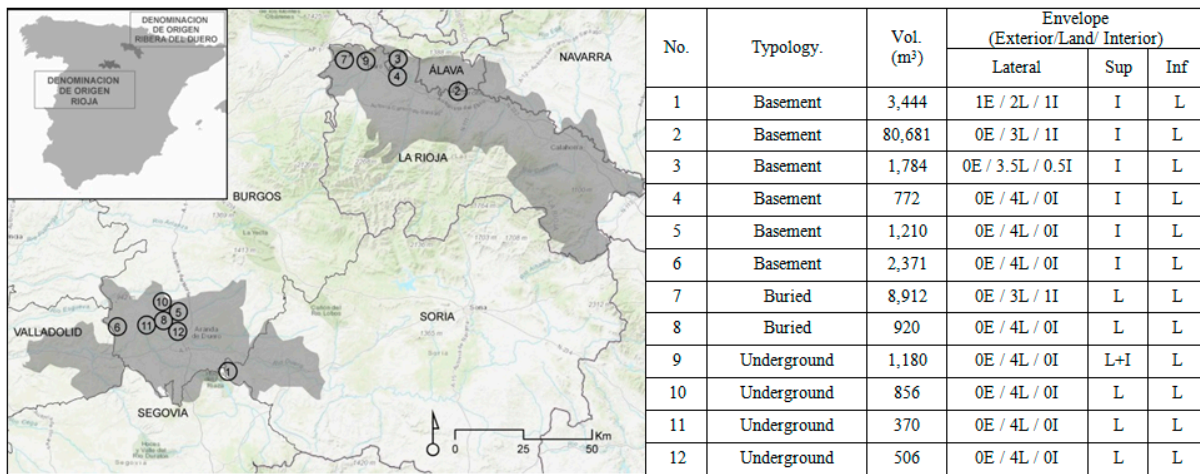 DENOMINACION
DE ORIGEN
RIBERA DEL DUERO
DENOMINACION
DE ORIGEN
RIOJA
NAVARRA
ÁLAVA
7
9
3
4
2
LA RIOJA
BURGOS
SORIA
VALLADOLID
SEGOVIA
10
5
8
11
6
12
1
Segovia
0 25 50 Km
No. Typology. Vol. (m³) Envelope (Exterior/Land/ Interior)
Lateral Sup Inf
1 Basement 3,444 1E / 2L / 1I I L
2 Basement 80,681 0E / 3L / 1I I L
3 Basement 1,784 0E / 3.5L / 0.5I I L
4 Basement 772 0E / 4L / 0I I L
5 Basement 1,210 0E / 4L / 0I I L
6 Basement 2,371 0E / 4L / 0I I L
7 Buried 8,912 0E / 3L / 1I L L
8 Buried 920 0E / 4L / 0I L L
9 Underground 1,180 0E / 4L / 0I L+I L
10 Underground 856 0E / 4L / 0I L L
11 Underground 370 0E / 4L / 0I L L
12 Underground 506 0E / 4L / 0I L L